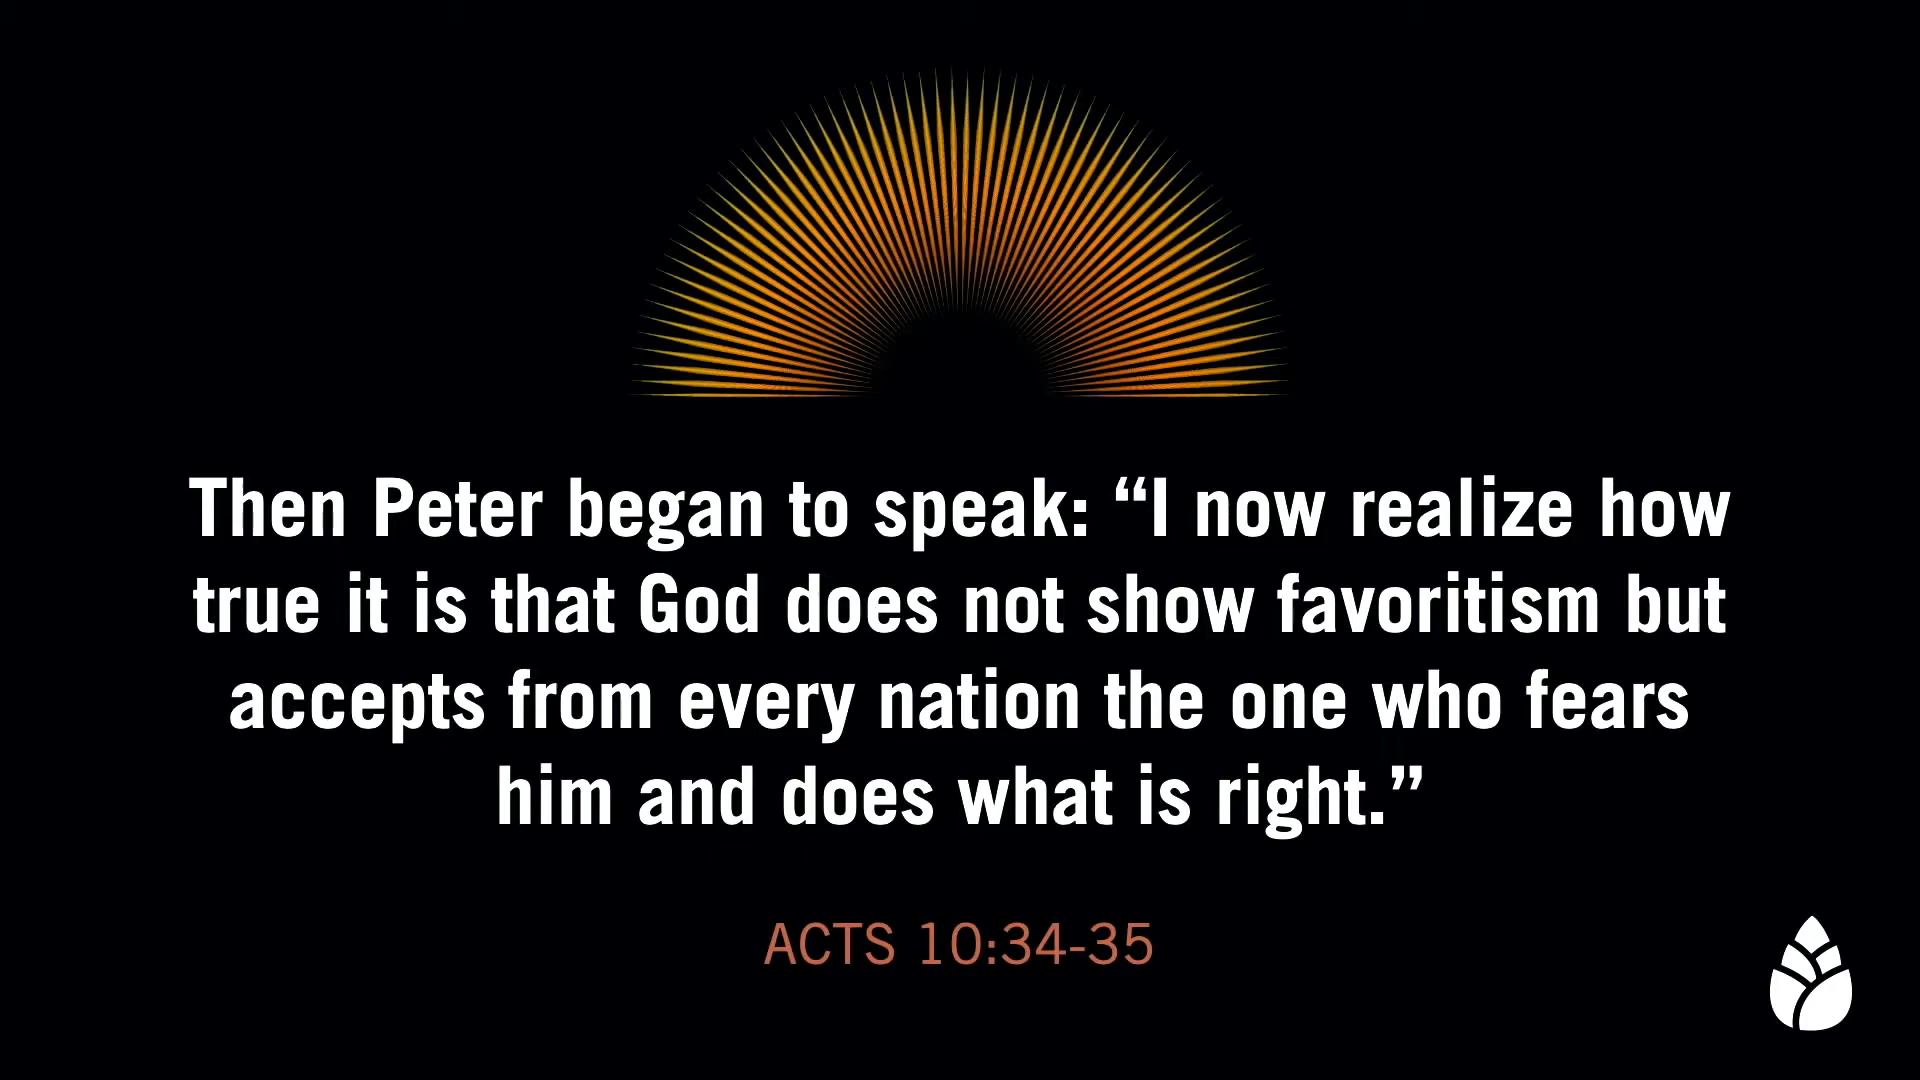 Then Peter began to speak: “I now realize how
true it is that God does not show favoritism but
accepts from every nation the one who fears
him and does what is right.”
ACTS 10:34-35